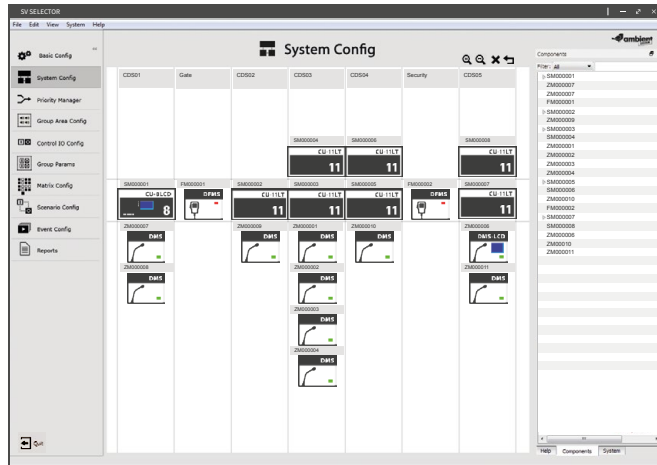 SV SELECTOR
File Edit View System Help
ambient
System Config
Basic Config
System Config
Priority Manager
Group Area Config
Control IO Config
Group Params
Matrix Config
Scenario Config
Event Config
Reports
Quit
CDS01 Gate CDS02 CDS03 CDS04 Security CDS05
SM000004 SM000006 SM000008
CU-11LT CU-11LT CU-11LT
11 11 11
SM000001 FM000001 SM000002 SM000003 SM000005 FM000002 SM000007
CU-8LCD DFMS CU-11LT CU-11LT CU-11LT DFMS CU-11LT
8 11 11 11 11
ZM000007 ZM000009 ZM000001 ZM000010 ZM000006
DMS DMS DMS DMS DMS-LCD
ZM000008 ZM000002 ZM000011
DMS DMS DMS
ZM000003
DMS
ZM000004
DMS
Components
Filter: All
SM000001
ZM000007
ZM000007
FM000001
SM000002
ZM000009
SM000003
SM000004
ZM000001
ZM000002
ZM000003
ZM000004
SM000005
SM000006
ZM000010
FM000002
SM000007
SM000008
ZM000006
ZM00010
ZM000011
Help Components System